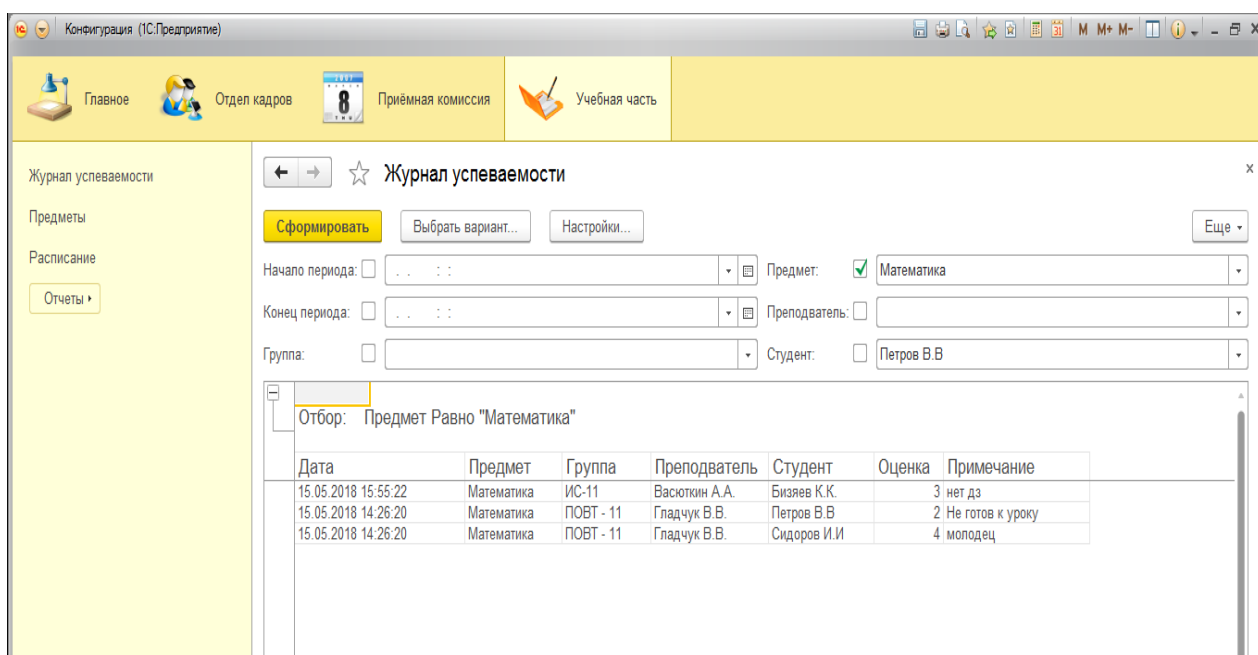 Конфигурация (1С:Предприятие)
M M+ M-
Главное
Отдел кадров
Приёмная комиссия
Учебная часть
Журнал успеваемости
Предметы
Расписание
Отчеты
Журнал успеваемости
Сформировать
Выбрать вариант...
Настройки...
Еще
Начало периода:
. . : :
Предмет:
Математика
Конец периода:
. . : :
Преподватель:
Группа:
Студент:
Петров В.В
Отбор: Предмет Равно "Математика"
Дата Предмет Группа Преподватель Студент Оценка Примечание
15.05.2018 15:55:22 Математика ИС-11 Васюткин А.А. Бизяев К.К. 3 нет дз
15.05.2018 14:26:20 Математика ПОВТ - 11 Гладчук В.В. Петров В.В 2 Не готов к уроку
15.05.2018 14:26:20 Математика ПОВТ - 11 Гладчук В.В. Сидоров И.И 4 молодец